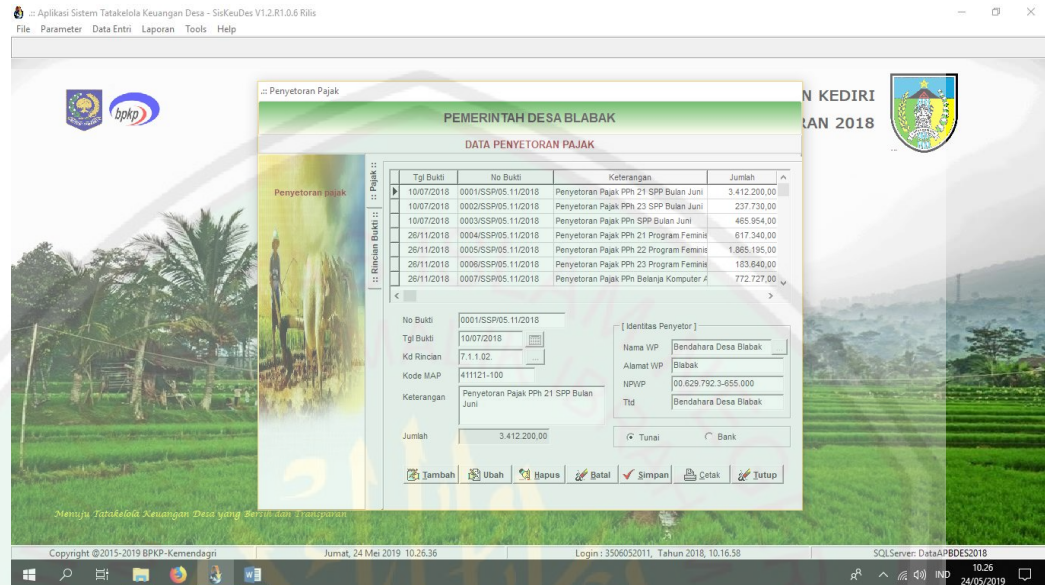 .:: Aplikasi Sistem Tatakelola Keuangan Desa - SisKeuDes V1.2.R1.0.6 Rilis
File Parameter Data Entri Laporan Tools Help
bpkp
N KEDIRI
RAN 2018
.:: Penyetoran Pajak
PEMERINTAH DESA BLABAK
DATA PENYETORAN PAJAK
Penyetoran pajak
:: Pajak ::
:: Rincian Bukti ::
Tgl Bukti No Bukti Keterangan Jumlah
10/07/2018 0001/SSP/05.11/2018 Penyetoran Pajak PPh 21 SPP Bulan Juni 3.412.200,00
10/07/2018 0002/SSP/05.11/2018 Penyetoran Pajak PPh 23 SPP Bulan Juni 237.730,00
10/07/2018 0003/SSP/05.11/2018 Penyetoran Pajak PPn SPP Bulan Juni 465.954,00
26/11/2018 0004/SSP/05.11/2018 Penyetoran Pajak PPh 21 Program Feminis 617.340,00
26/11/2018 0005/SSP/05.11/2018 Penyetoran Pajak PPh 22 Program Feminis 1.865.195,00
26/11/2018 0006/SSP/05.11/2018 Penyetoran Pajak PPh 23 Program Feminis 183.640,00
26/11/2018 0007/SSP/05.11/2018 Penyetoran Pajak PPn Belanja Komputer A 772.727,00
No Bukti 0001/SSP/05.11/2018
Tgl Bukti 10/07/2018
Kd Rincian 7.1.1.02. ...
Kode MAP 411121-100
Keterangan Penyetoran Pajak PPh 21 SPP Bulan
Juni
Jumlah 3.412.200,00
[ Identitas Penyetor ]
Nama WP Bendahara Desa Blabak
Alamat WP Blabak
NPWP 00.629.792.3-655.000
Ttd Bendahara Desa Blabak
Tunai Bank
Tambah Ubah Hapus Batal Simpan Cetak Tutup
Menuju Tatakelola Keuangan Desa yang Bersih dan Transparan
Copyright @2015-2019 BPKP-Kemendagri Jumat, 24 Mei 2019 10.26.36 Login : 3506052011, Tahun 2018, 10.16.58 SQLServer: DataAPBDES2018
IND 10.26
24/05/2019